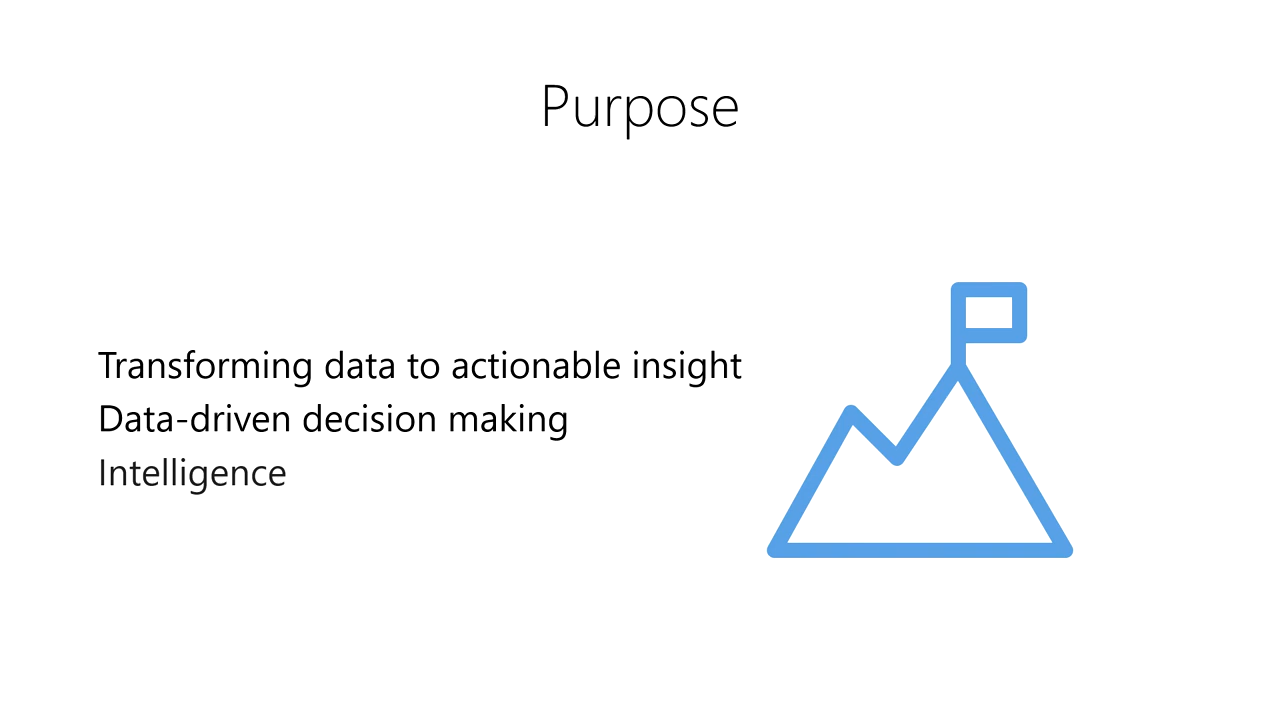 Purpose
Transforming data to actionable insight
Data-driven decision making
Intelligence